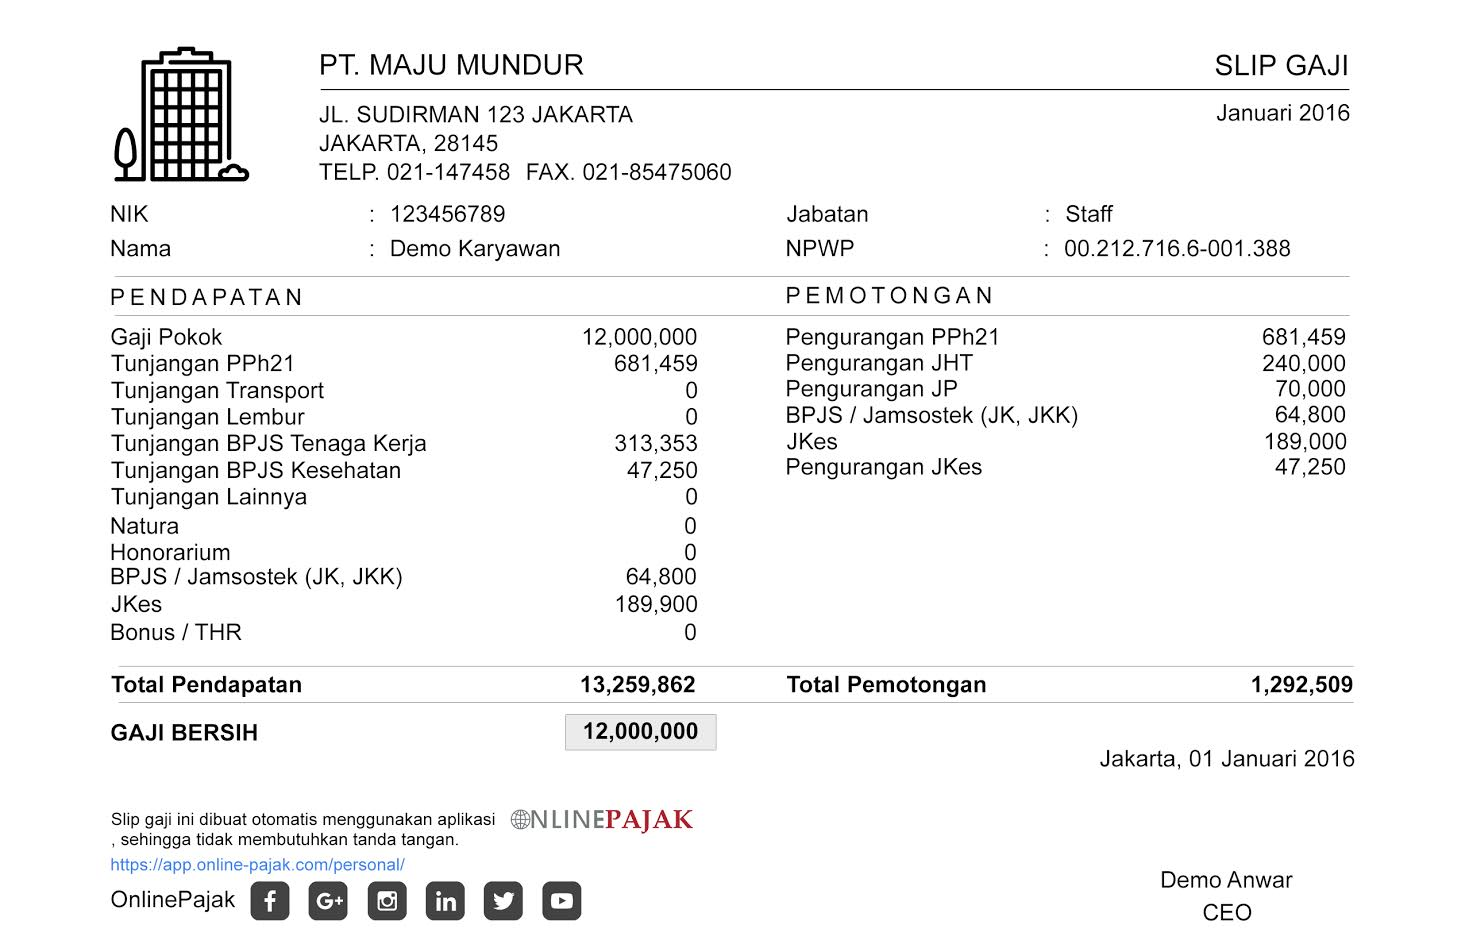 PT. MAJU MUNDUR SLIP GAJI
JL. SUDIRMAN 123 JAKARTA Januari 2016
JAKARTA, 28145
TELP. 021-147458 FAX. 021-85475060
NIK : 123456789 Jabatan : Staff
Nama : Demo Karyawan NPWP : 00.212.716.6-001.388
PENDAPATAN PEMOTONGAN
Gaji Pokok 12,000,000 Pengurangan PPh21 681,459
Tunjangan PPh21 681,459 Pengurangan JHT 240,000
Tunjangan Transport 0 Pengurangan JP 70,000
Tunjangan Lembur 0 BPJS / Jamsostek (JK, JKK) 64,800
Tunjangan BPJS Tenaga Kerja 313,353 JKes 189,000
Tunjangan BPJS Kesehatan 47,250 Pengurangan JKes 47,250
Tunjangan Lainnya 0
Natura 0
Honorarium 0
BPJS / Jamsostek (JK, JKK) 64,800
JKes 189,900
Bonus / THR 0
Total Pendapatan 13,259,862 Total Pemotongan 1,292,509
GAJI BERSIH 12,000,000
Jakarta, 01 Januari 2016
Slip gaji ini dibuat otomatis menggunakan aplikasi ONLINEPAJAK
, sehingga tidak membutuhkan tanda tangan.
https://app.online-pajak.com/personal/
OnlinePajak f G+ in
Demo Anwar
CEO